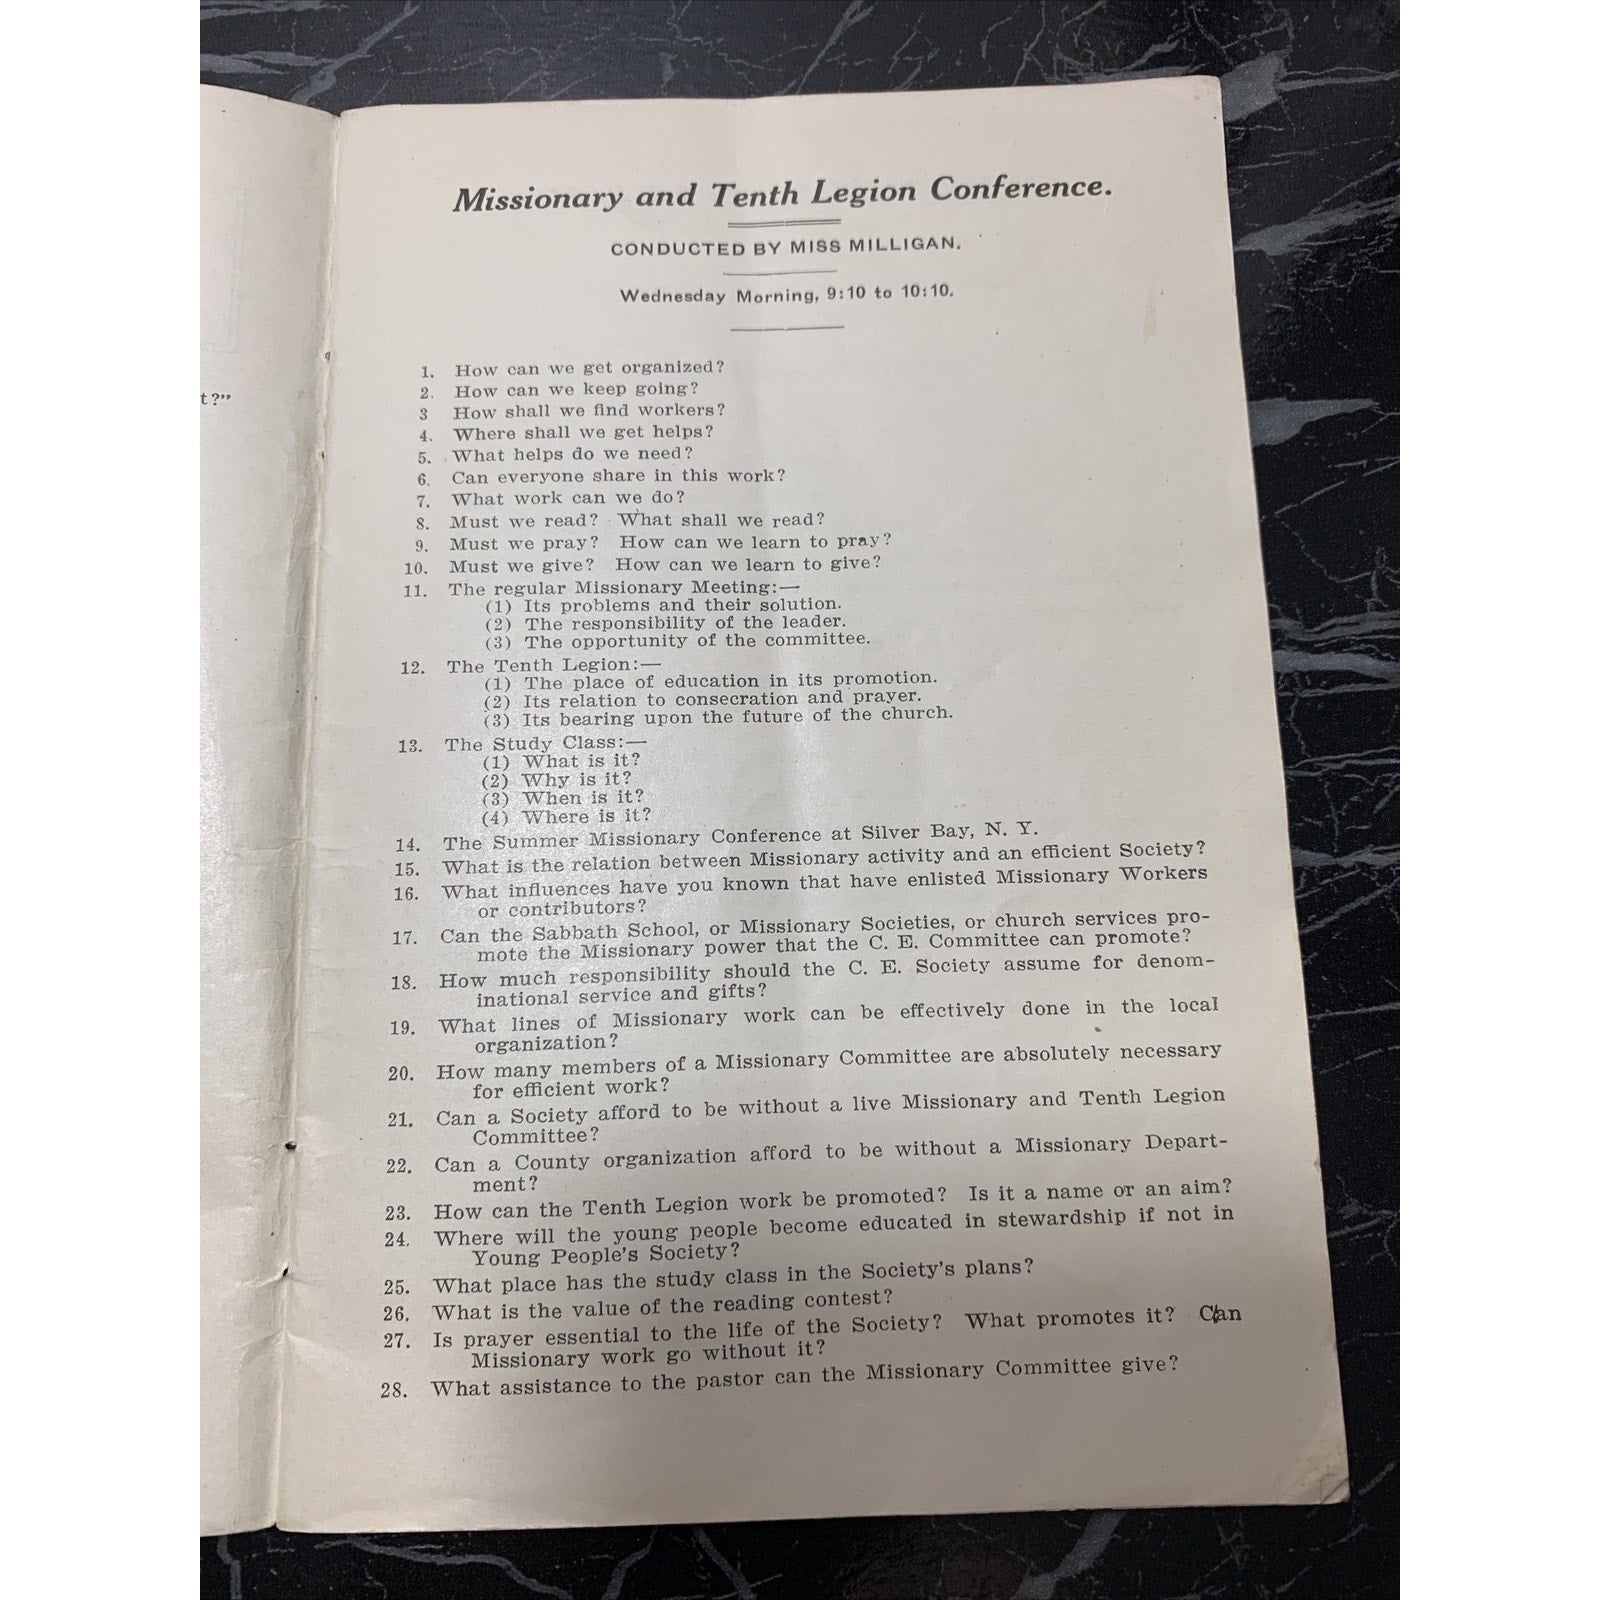 t?"
Missionary and Tenth Legion Conference.
CONDUCTED BY MISS MILLIGAN.
Wednesday Morning, 9:10 to 10:10.
1. How can we get organized?
2. How can we keep going?
3 How shall we find workers?
4. Where shall we get helps?
5. What helps do we need?
6. Can everyone share in this work?
7. What work can we do?
8. Must we read? What shall we read?
9. Must we pray? How can we learn to pray?
10. Must we give? How can we learn to give?
11. The regular Missionary Meeting:—
(1) Its problems and their solution.
(2) The responsibility of the leader.
(3) The opportunity of the committee.
12. The Tenth Legion:—
(1) The place of education in its promotion.
(2) Its relation to consecration and prayer.
(3) Its bearing upon the future of the church.
13. The Study Class:—
(1) What is it?
(2) Why is it?
(3) When is it?
(4) Where is it?
14. The Summer Missionary Conference at Silver Bay, N. Y.
15. What is the relation between Missionary activity and an efficient Society?
16. What influences have you known that have enlisted Missionary Workers
or contributors?
17. Can the Sabbath School, or Missionary Societies, or church services pro-
mote the Missionary power that the C. E. Committee can promote?
18. How much responsibility should the C. E. Society assume for denom-
inational service and gifts?
19. What lines of Missionary work can be effectively done in the local
organization?
20. How many members of a Missionary Committee are absolutely necessary
for efficient work?
21. Can a Society afford to be without a live Missionary and Tenth Legion
Committee?
22. Can a County organization afford to be without a Missionary Depart-
ment?
23. How can the Tenth Legion work be promoted? Is it a name or an aim?
24. Where will the young people become educated in stewardship if not in
Young People's Society?
25. What place has the study class in the Society's plans?
26. What is the value of the reading contest?
27. Is prayer essential to the life of the Society? What promotes it? Can
Missionary work go without it?
28. What assistance to the pastor can the Missionary Committee give?